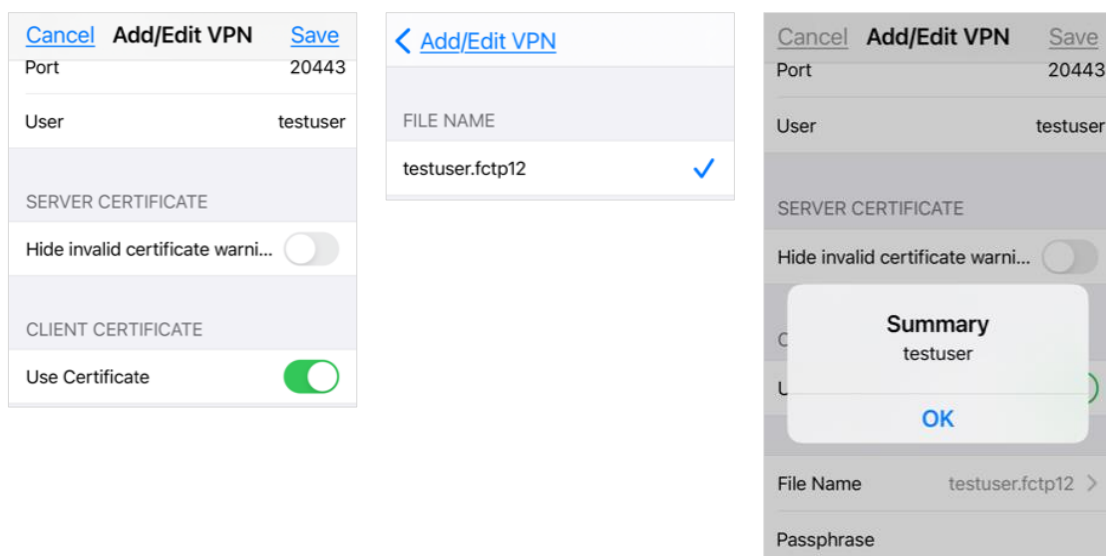 Cancel Add/Edit VPN Save
Port 20443
User testuser
SERVER CERTIFICATE
Hide invalid certificate warni...
CLIENT CERTIFICATE
Use Certificate
Add/Edit VPN
FILE NAME
testuser.fctp12
Cancel Add/Edit VPN Save
Port 20443
User testuser
SERVER CERTIFICATE
Hide invalid certificate warni...
C
Summary
testuser
U
OK
File Name testuser.fctp12
Passphrase